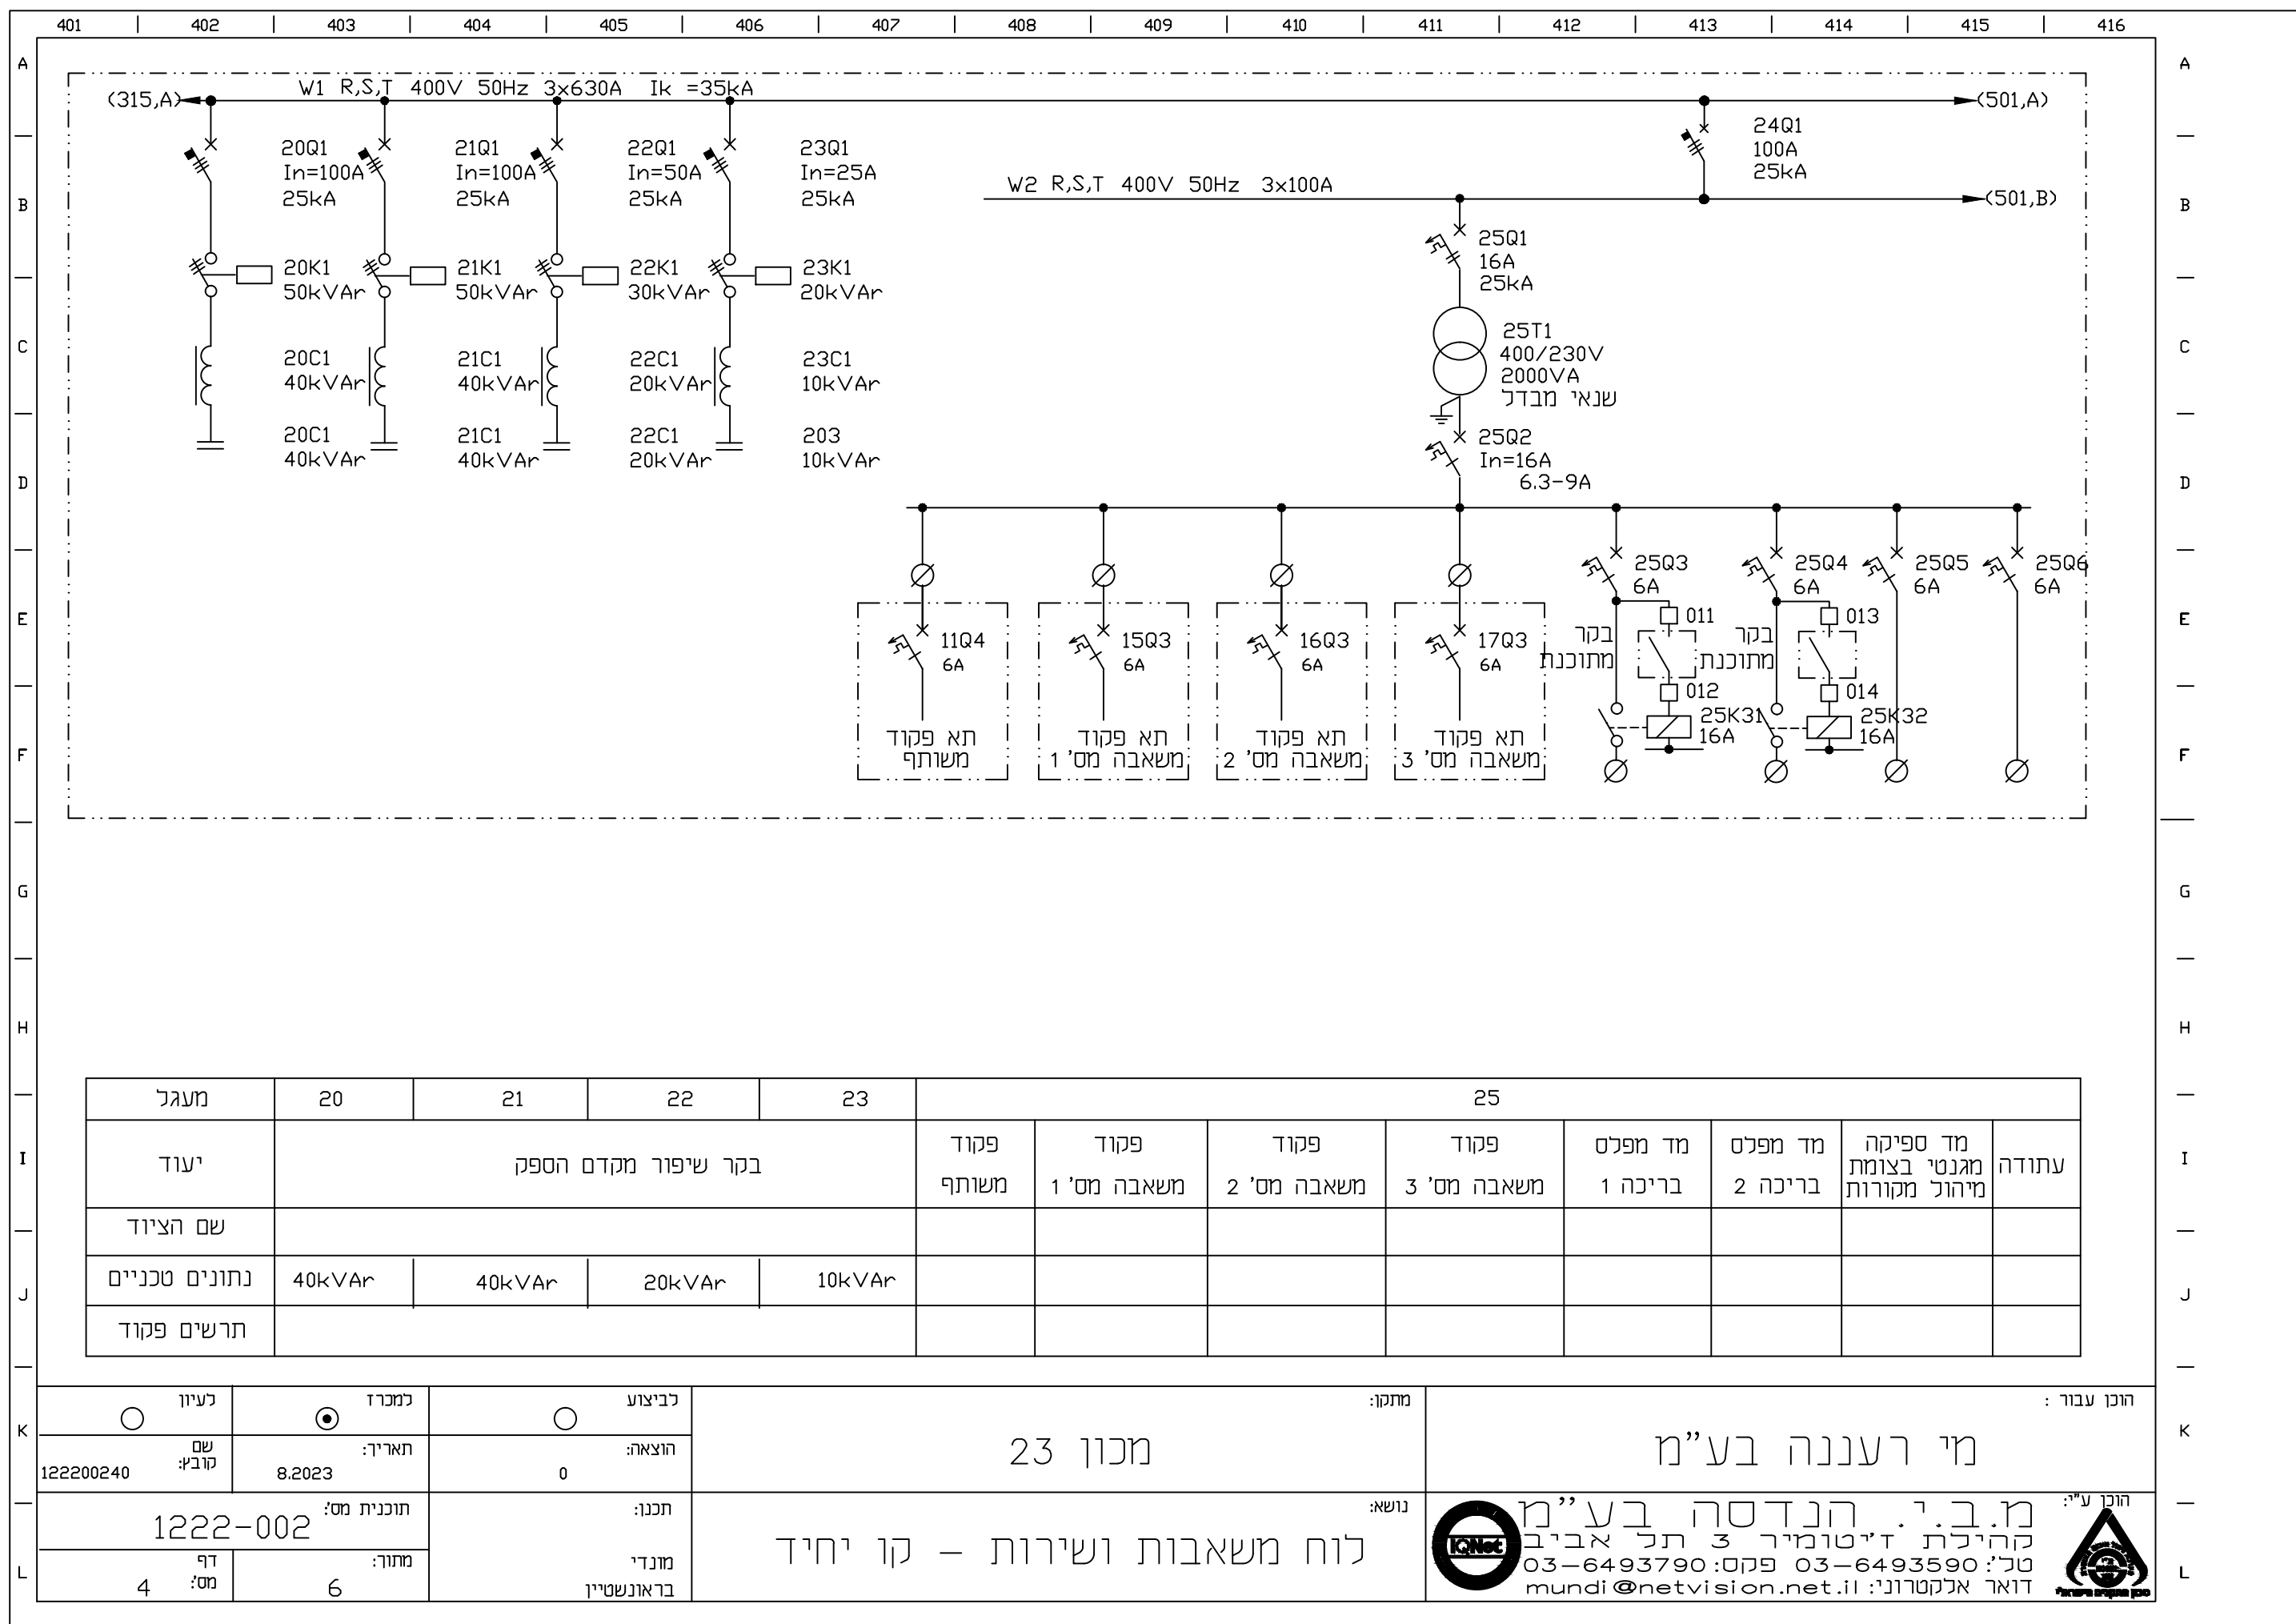 401 402 403 404 405 406 407 408 409 410 411 412 413 414 415 416
A A
(315,A) W1 R,S,T 400V 50Hz 3x630A Ik =35kA (501,A)
20Q1
In=100A
25kA
21Q1
In=100A
25kA
22Q1
In=50A
25kA
23Q1
In=25A
25kA
24Q1
100A
25kA
B B
W2 R,S,T 400V 50Hz 3x100A (501,B)
20K1
50kVAr
21K1
50kVAr
22K1
30kVAr
23K1
20kVAr
25Q1
16A
25kA
C C
20C1
40kVAr
21C1
40kVAr
22C1
20kVAr
23C1
10kVAr
25T1
400/230V
2000VA
שנאי מבדל
20C1
40kVAr
21C1
40kVAr
22C1
20kVAr
203
10kVAr
25Q2
In=16A
6.3-9A
D D
25Q3
6A
25Q4
6A
25Q5
6A
25Q6
6A
E E
11Q4
6A
תא פקוד
משותף
15Q3
6A
תא פקוד
משאבה מס' 1
16Q3
6A
תא פקוד
משאבה מס' 2
17Q3
6A
תא פקוד
משאבה מס' 3
בקר
מתוכנת
011
012
25K31
16A
בקר
מתוכנת
013
014
25K32
16A
F F
G G
H H
מעגל 20 21 22 23 25
I I
יעוד
בקר שיפור מקדם הספק
פקוד
משותף
פקוד
משאבה מס' 1
פקוד
משאבה מס' 2
פקוד
משאבה מס' 3
מד מפלס
בריכה 1
מד מפלס
בריכה 2
מד ספיקה
מגנטי בצומת
מיהול מקורות
עתודה
שם הציוד
J J
נתונים טכניים 40kVAr 40kVAr 20kVAr 10kVAr
תרשים פקוד
K K
לעיון
למכרז
לביצוע
שם
קובץ:
122200240
תאריך:
8.2023
הוצאה:
0
מתקן:
מכון 23
הוכן עבור :
מי רעננה בע"מ
L L
תוכנית מס':
1222-002
דף
מס':
4
מתוך:
6
תכנן:
מונדי
בראונשטיין
נושא:
לוח משאבות ושירות - קו יחיד
הוכן ע"י:
מ.ב.י. הנדסה בע"מ
קהילת ז'יטומיר 3 תל אביב
טל': 03-6493590 פקס: 03-6493790
דואר אלקטרוני: mundi@netvision.net.il
IQNet
מכון התקנים הישראלי